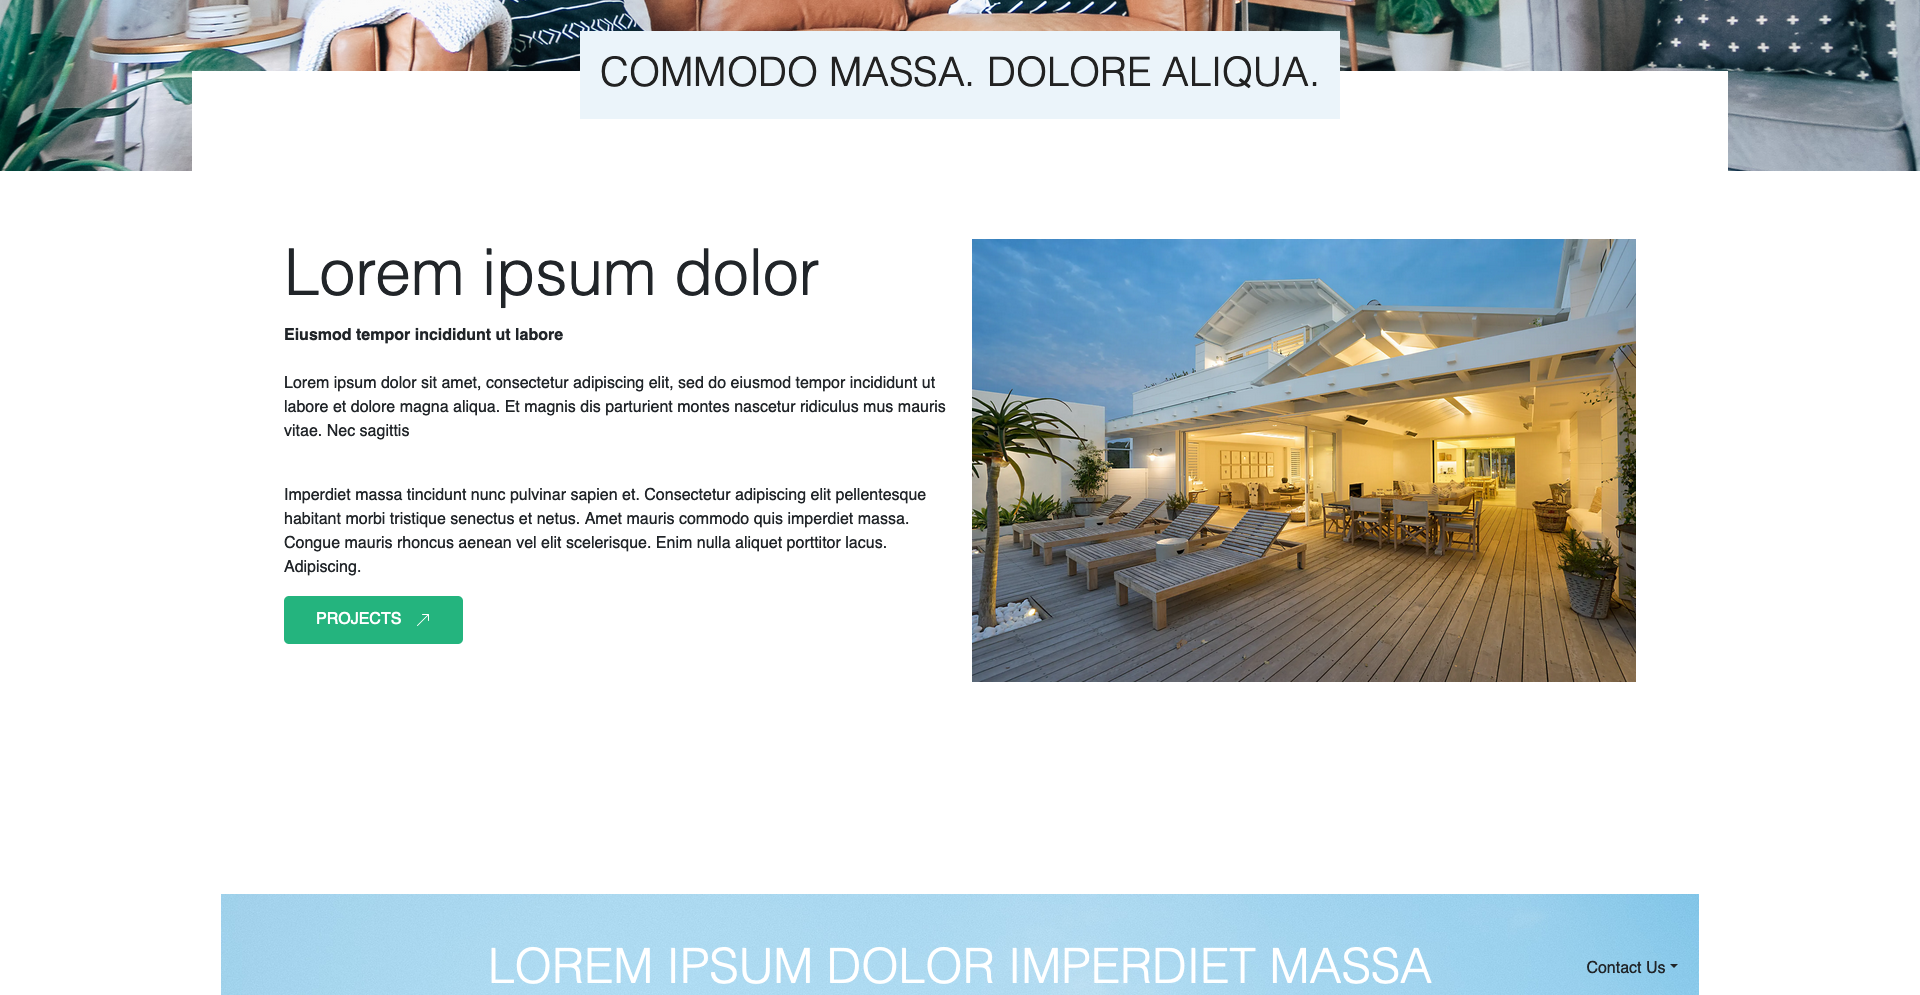 COMMODO MASSA. DOLORE ALIQUA.
Lorem ipsum dolor
Eiusmod tempor incididunt ut labore
Lorem ipsum dolor sit amet, consectetur adipiscing elit, sed do eiusmod tempor incididunt ut
labore et dolore magna aliqua. Et magnis dis parturient montes nascetur ridiculus mus mauris
vitae. Nec sagittis
Imperdiet massa tincidunt nunc pulvinar sapien et. Consectetur adipiscing elit pellentesque
habitant morbi tristique senectus et netus. Amet mauris commodo quis imperdiet massa.
Congue mauris rhoncus aenean vel elit scelerisque. Enim nulla aliquet porttitor lacus.
Adipiscing.
PROJECTS
LOREM IPSUM DOLOR IMPERDIET MASSA
Contact Us